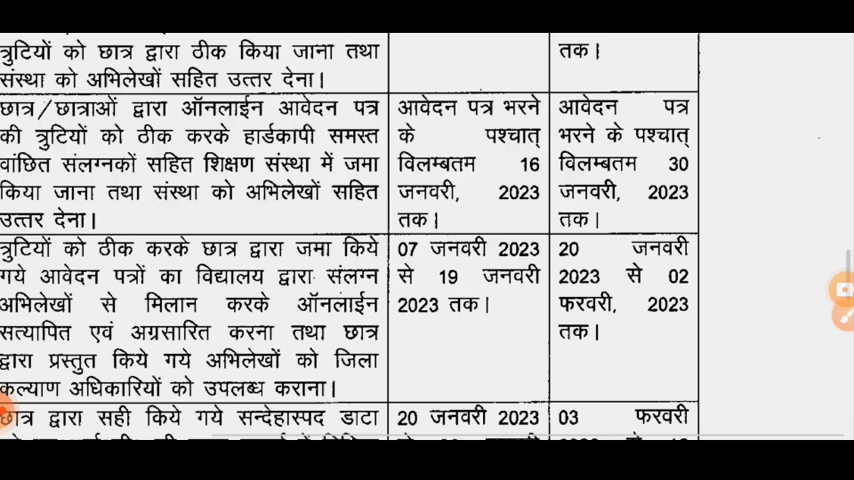 त्रुटियों को छात्र द्वारा ठीक किया जाना तथा
संस्था को अभिलेखों सहित उत्तर देना।
तक।
छात्र/छात्राओं द्वारा ऑनलाईन आवेदन पत्र
की त्रुटियों को ठीक करके हार्डकापी समस्त
वांछित संलग्नकों सहित शिक्षण संस्था में जमा
किया जाना तथा संस्था को अभिलेखों सहित
उत्तर देना।
आवेदन पत्र भरने
के पश्चात्
विलम्बतम 16
जनवरी, 2023
तक।
आवेदन पत्र
भरने के पश्चात्
विलम्बतम 30
जनवरी, 2023
तक।
त्रुटियों को ठीक करके छात्र द्वारा जमा किये
गये आवेदन पत्रों का विद्यालय द्वारा संलग्न
अभिलेखों से मिलान करके ऑनलाईन
सत्यापित एवं अग्रसारित करना तथा छात्र
द्वारा प्रस्तुत किये गये अभिलेखों को जिला
कल्याण अधिकारियों को उपलब्ध कराना।
07 जनवरी 2023
से 19 जनवरी
2023 तक।
20 जनवरी
2023 से 02
फरवरी, 2023
तक।
छात्र द्वारा सही किये गये सन्देहास्पद डाटा
20 जनवरी 2023
03 फरवरी